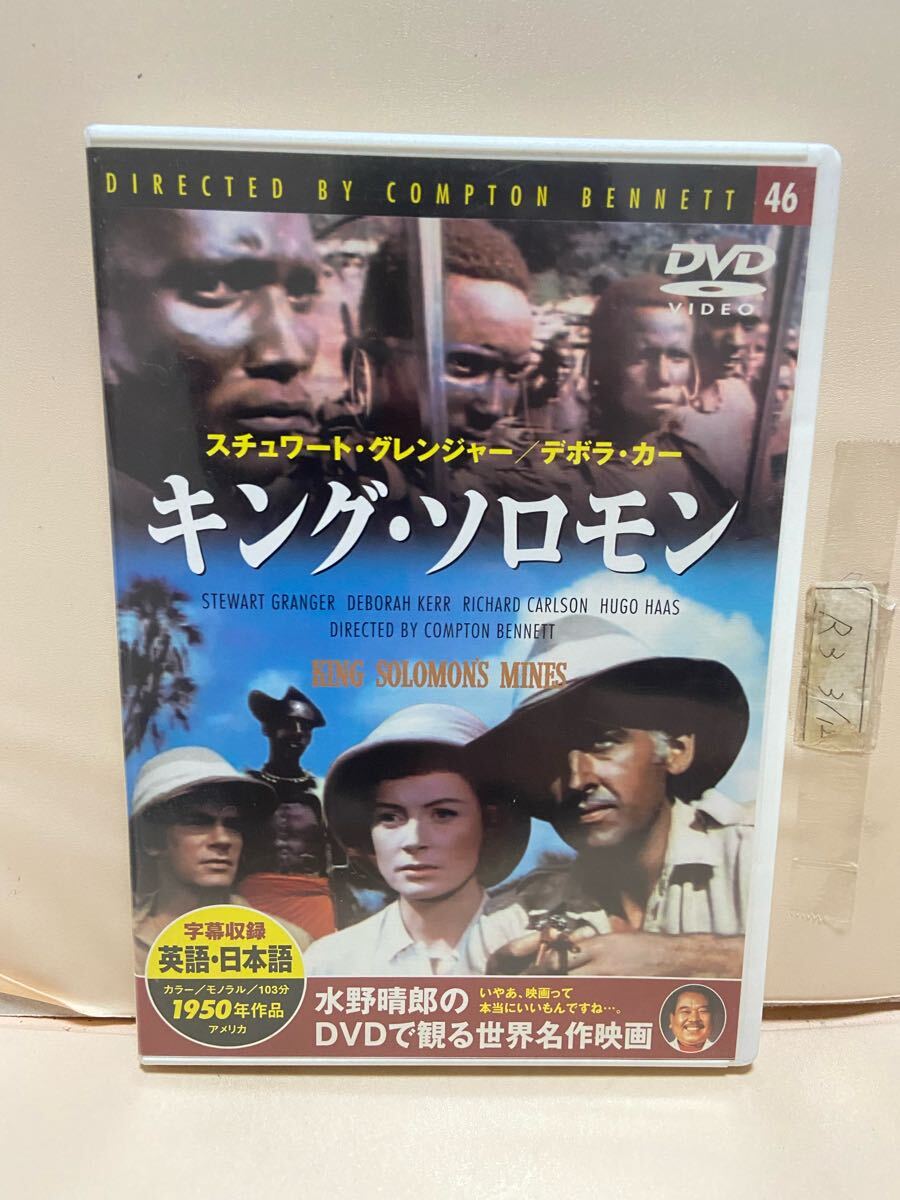 DIRECTED BY COMPTON BENNETT 46
DVD
VIDEO
スチュワート・グレンジャー／デボラ・カー
キング・ソロモン
STEWART GRANGER DEBORAH KERR RICHARD CARLSON HUGO HAAS
DIRECTED BY COMPTON BENNETT
KING SOLOMON'S MINES
字幕収録
英語・日本語
カラー／モノラル／103分
1950年作品
アメリカ
水野晴郎の
DVDで観る世界名作映画
いやあ、映画って
本当にいいもんですね…。
R3
3/12